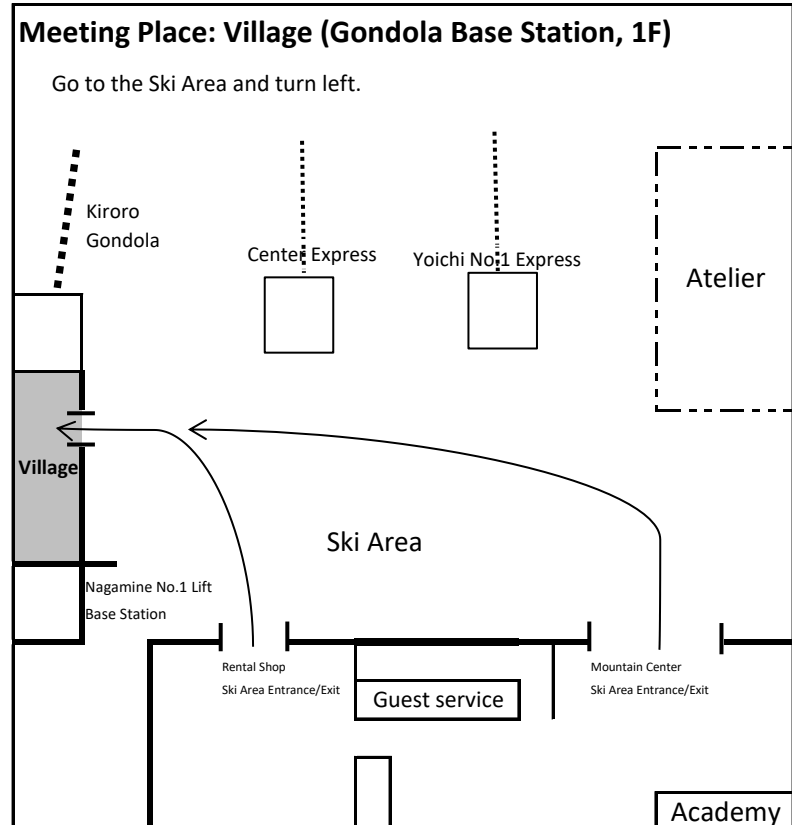 Meeting Place: Village (Gondola Base Station, 1F)
Go to the Ski Area and turn left.
Kiroro
Gondola
Center Express
Yoichi No.1 Express
Atelier
Village
Ski Area
Nagamine No.1 Lift
Base Station
Rental Shop
Ski Area Entrance/Exit
Guest service
Mountain Center
Ski Area Entrance/Exit
Academy